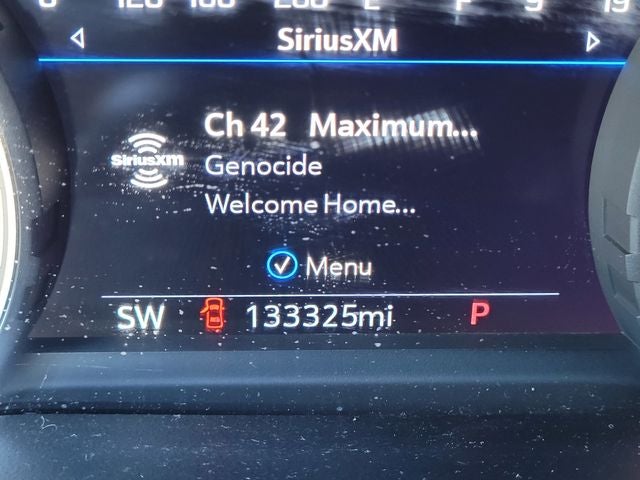 SiriusXM
Ch 42 Maximum...
SiriusXM
Genocide
Welcome Home...
Menu
SW 133325mi P